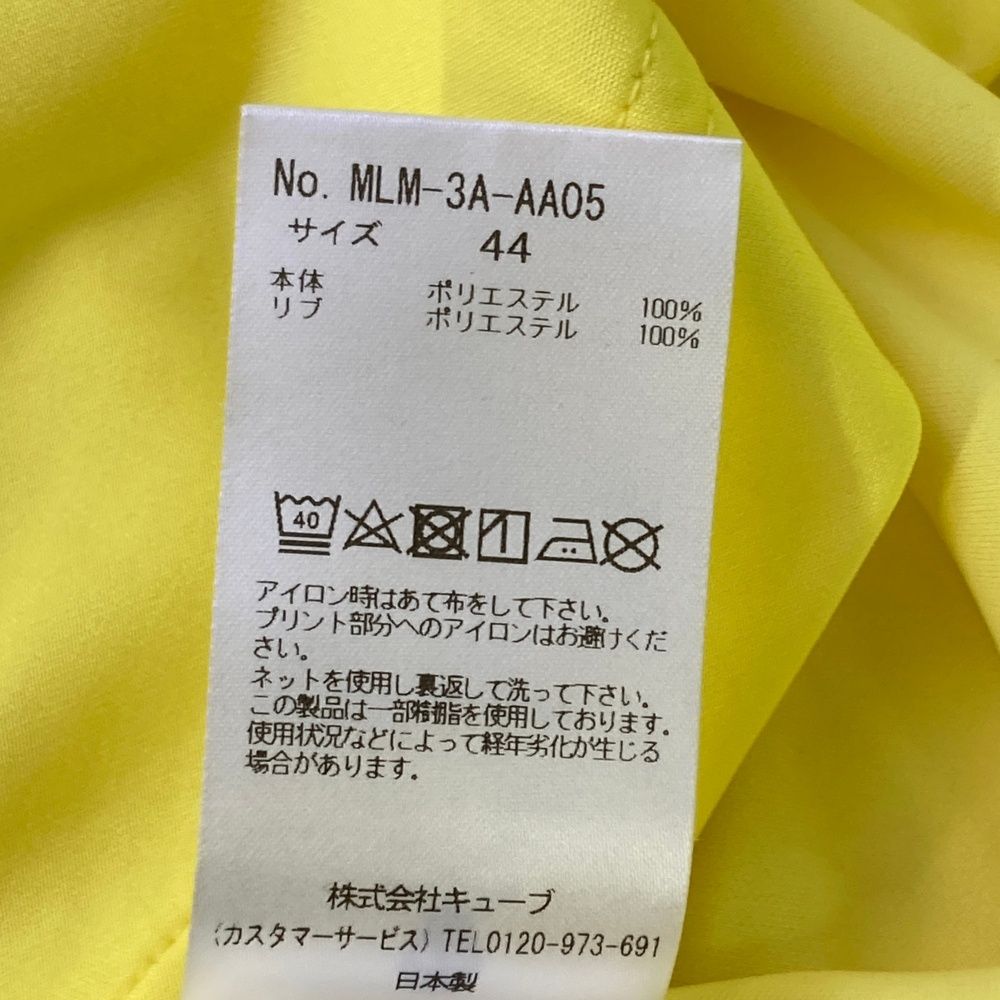 No. MLM-3A-AA05
サイズ 44
本体 ポリエステル 100%
リブ ポリエステル 100%
40
アイロン時はあて布をして下さい。
プリント部分へのアイロンはお避けくだ
さい。
ネットを使用し裏返して洗って下さい。
この製品は一部樹脂を使用しております。
使用状況などによって経年劣化が生じる
場合があります。
株式会社キューブ
(カスタマーサービス) TEL0120-973-691
日本製